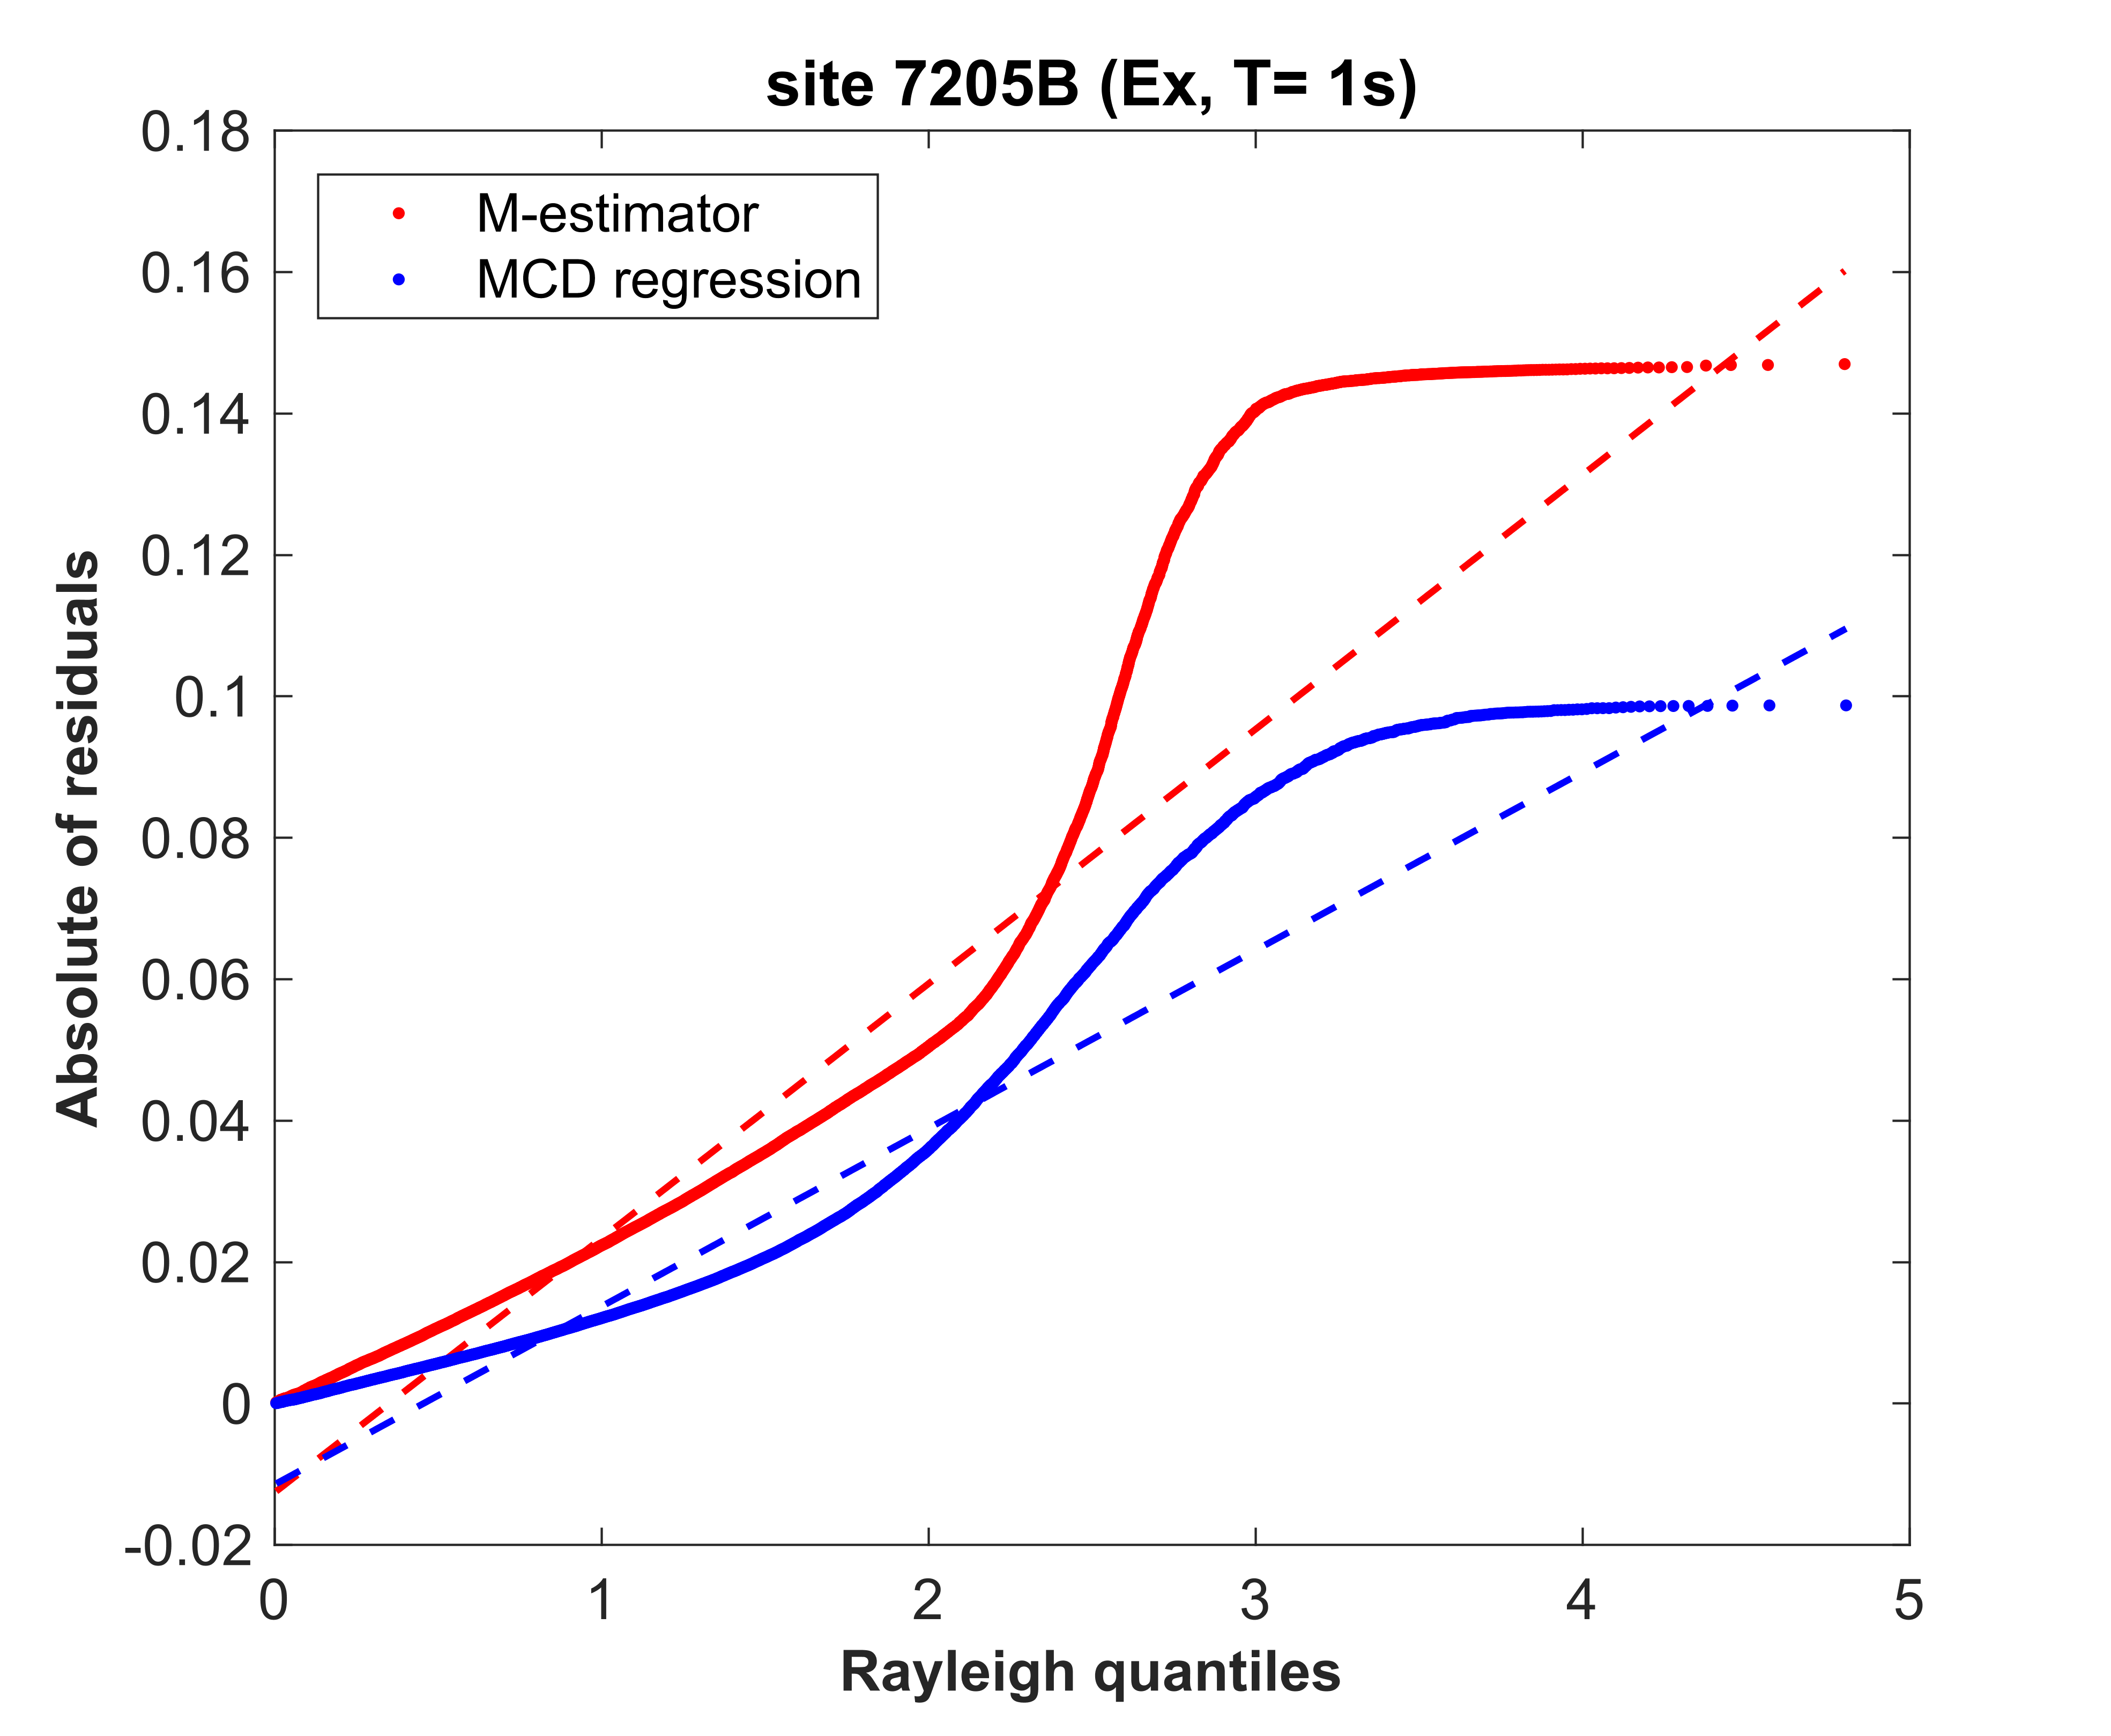 site 7205B (Ex, T= 1s)
M-estimator
MCD regression
0.18
0.16
0.14
0.12
0.1
0.08
0.06
0.04
0.02
0
-0.02
Absolute of residuals
0 1 2 3 4 5
Rayleigh quantiles